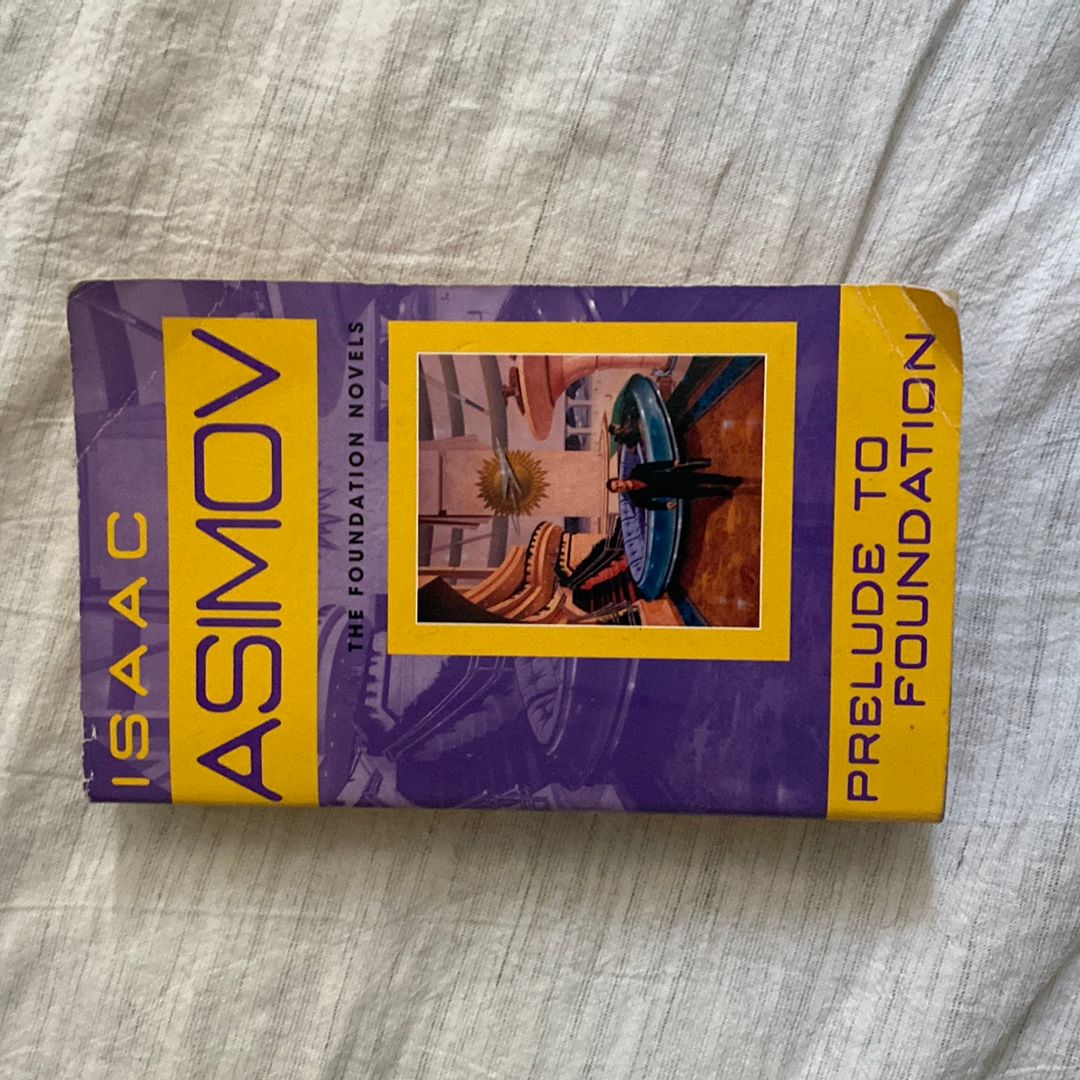 ISAAC
ASIMOV
THE FOUNDATION NOVELS
PRELUDE TO
FOUNDATION